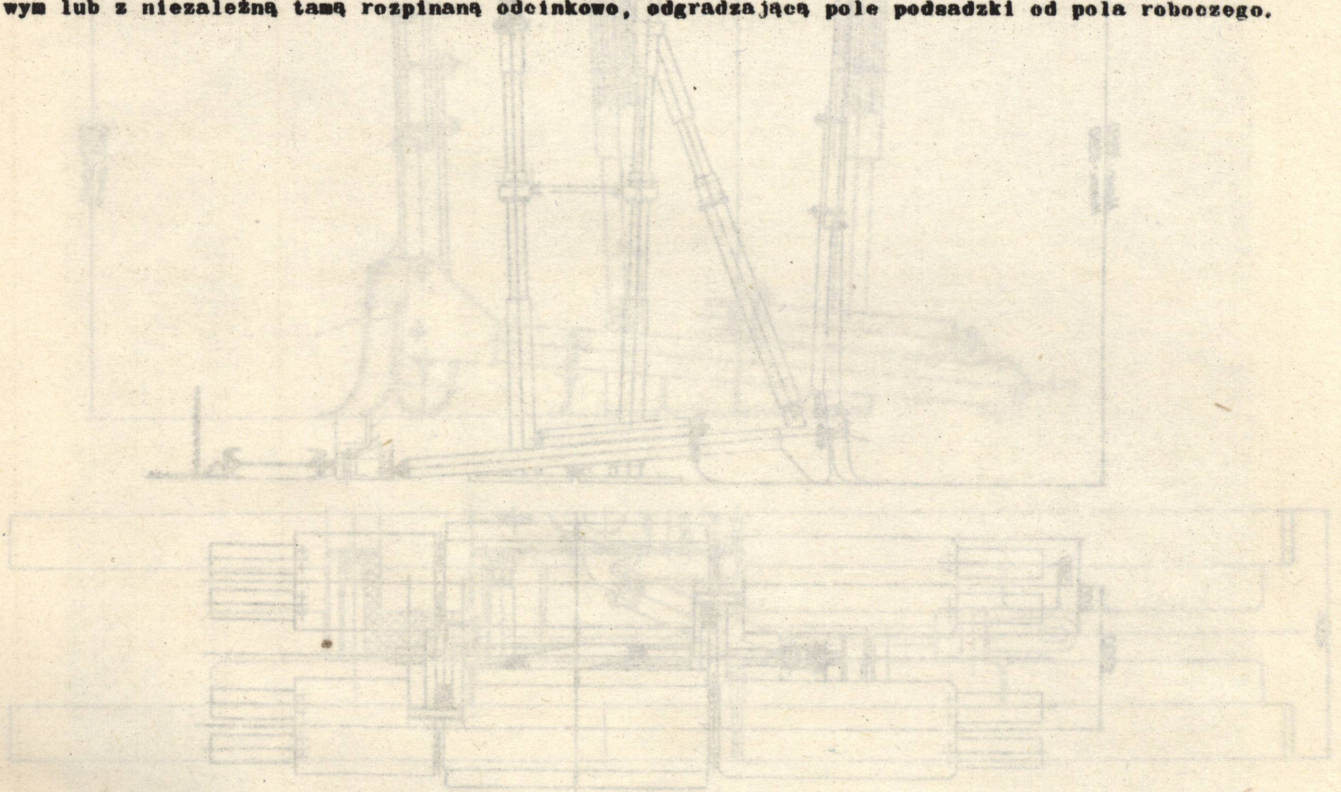 wym lub z niezależną tamą rozpinaną odcinkowo, odgradzającą pole podsadzki od pola roboczego.